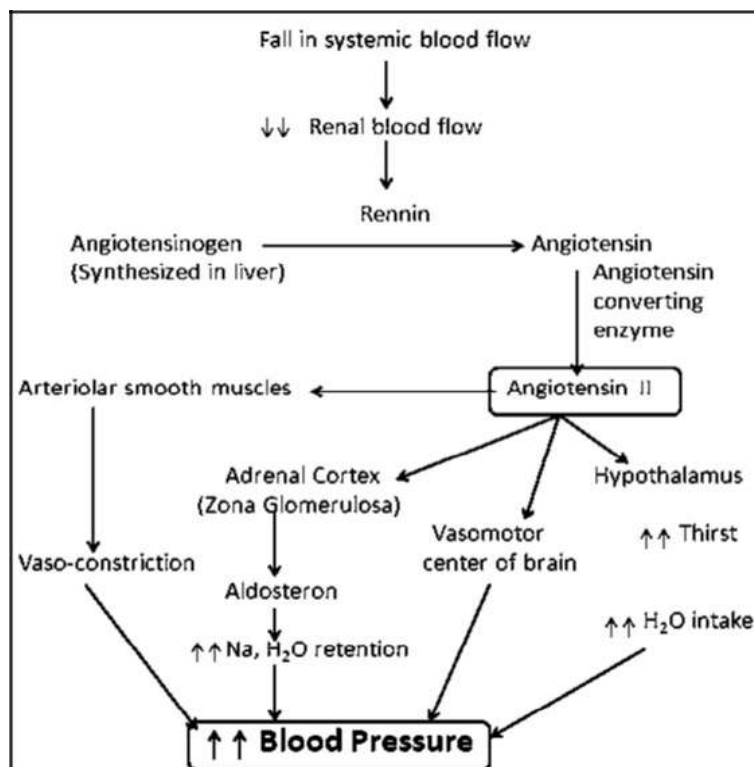 Fall in systemic blood flow
↓↓ Renal blood flow
Rennin
Angiotensinogen
(Synthesized in liver)
Angiotensin
Angiotensin
converting
enzyme
Arteriolar smooth muscles
Angiotensin II
Adrenal Cortex
(Zona Glomerulosa)
Hypothalamus
Vasomotor
center of brain
↑↑ Thirst
Vaso-constriction
Aldosteron
↑↑ H₂O intake
↑↑ Na, H₂O retention
↑↑ Blood Pressure